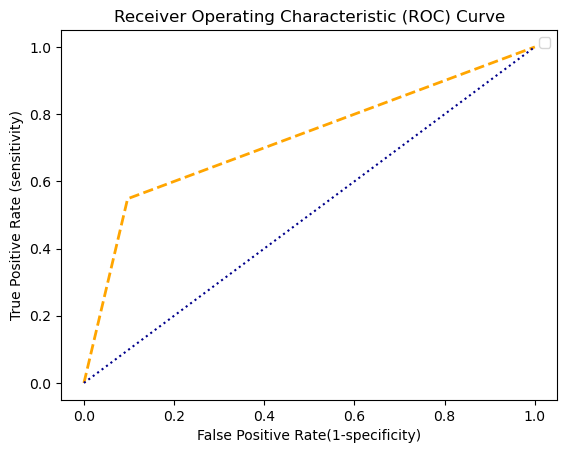 Receiver Operating Characteristic (ROC) Curve
True Positive Rate (sensitivity)
1.0
0.8
0.6
0.4
0.2
0.0
0.0 0.2 0.4 0.6 0.8 1.0
False Positive Rate(1-specificity)